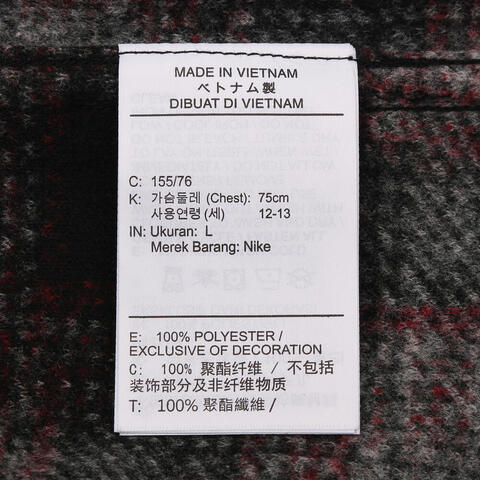 MADE IN VIETNAM
ベトナム製
DIBUAT DI VIETNAM
C: 155/76
K: 가슴둘레 (Chest): 75cm
사용연령 (세) 12-13
IN: Ukuran: L
Merek Barang: Nike
E: 100% POLYESTER /
EXCLUSIVE OF DECORATION
C: 100% 聚酯纤维 / 不包括
装饰部分及非纤维物质
T: 100% 聚酯纖維 /